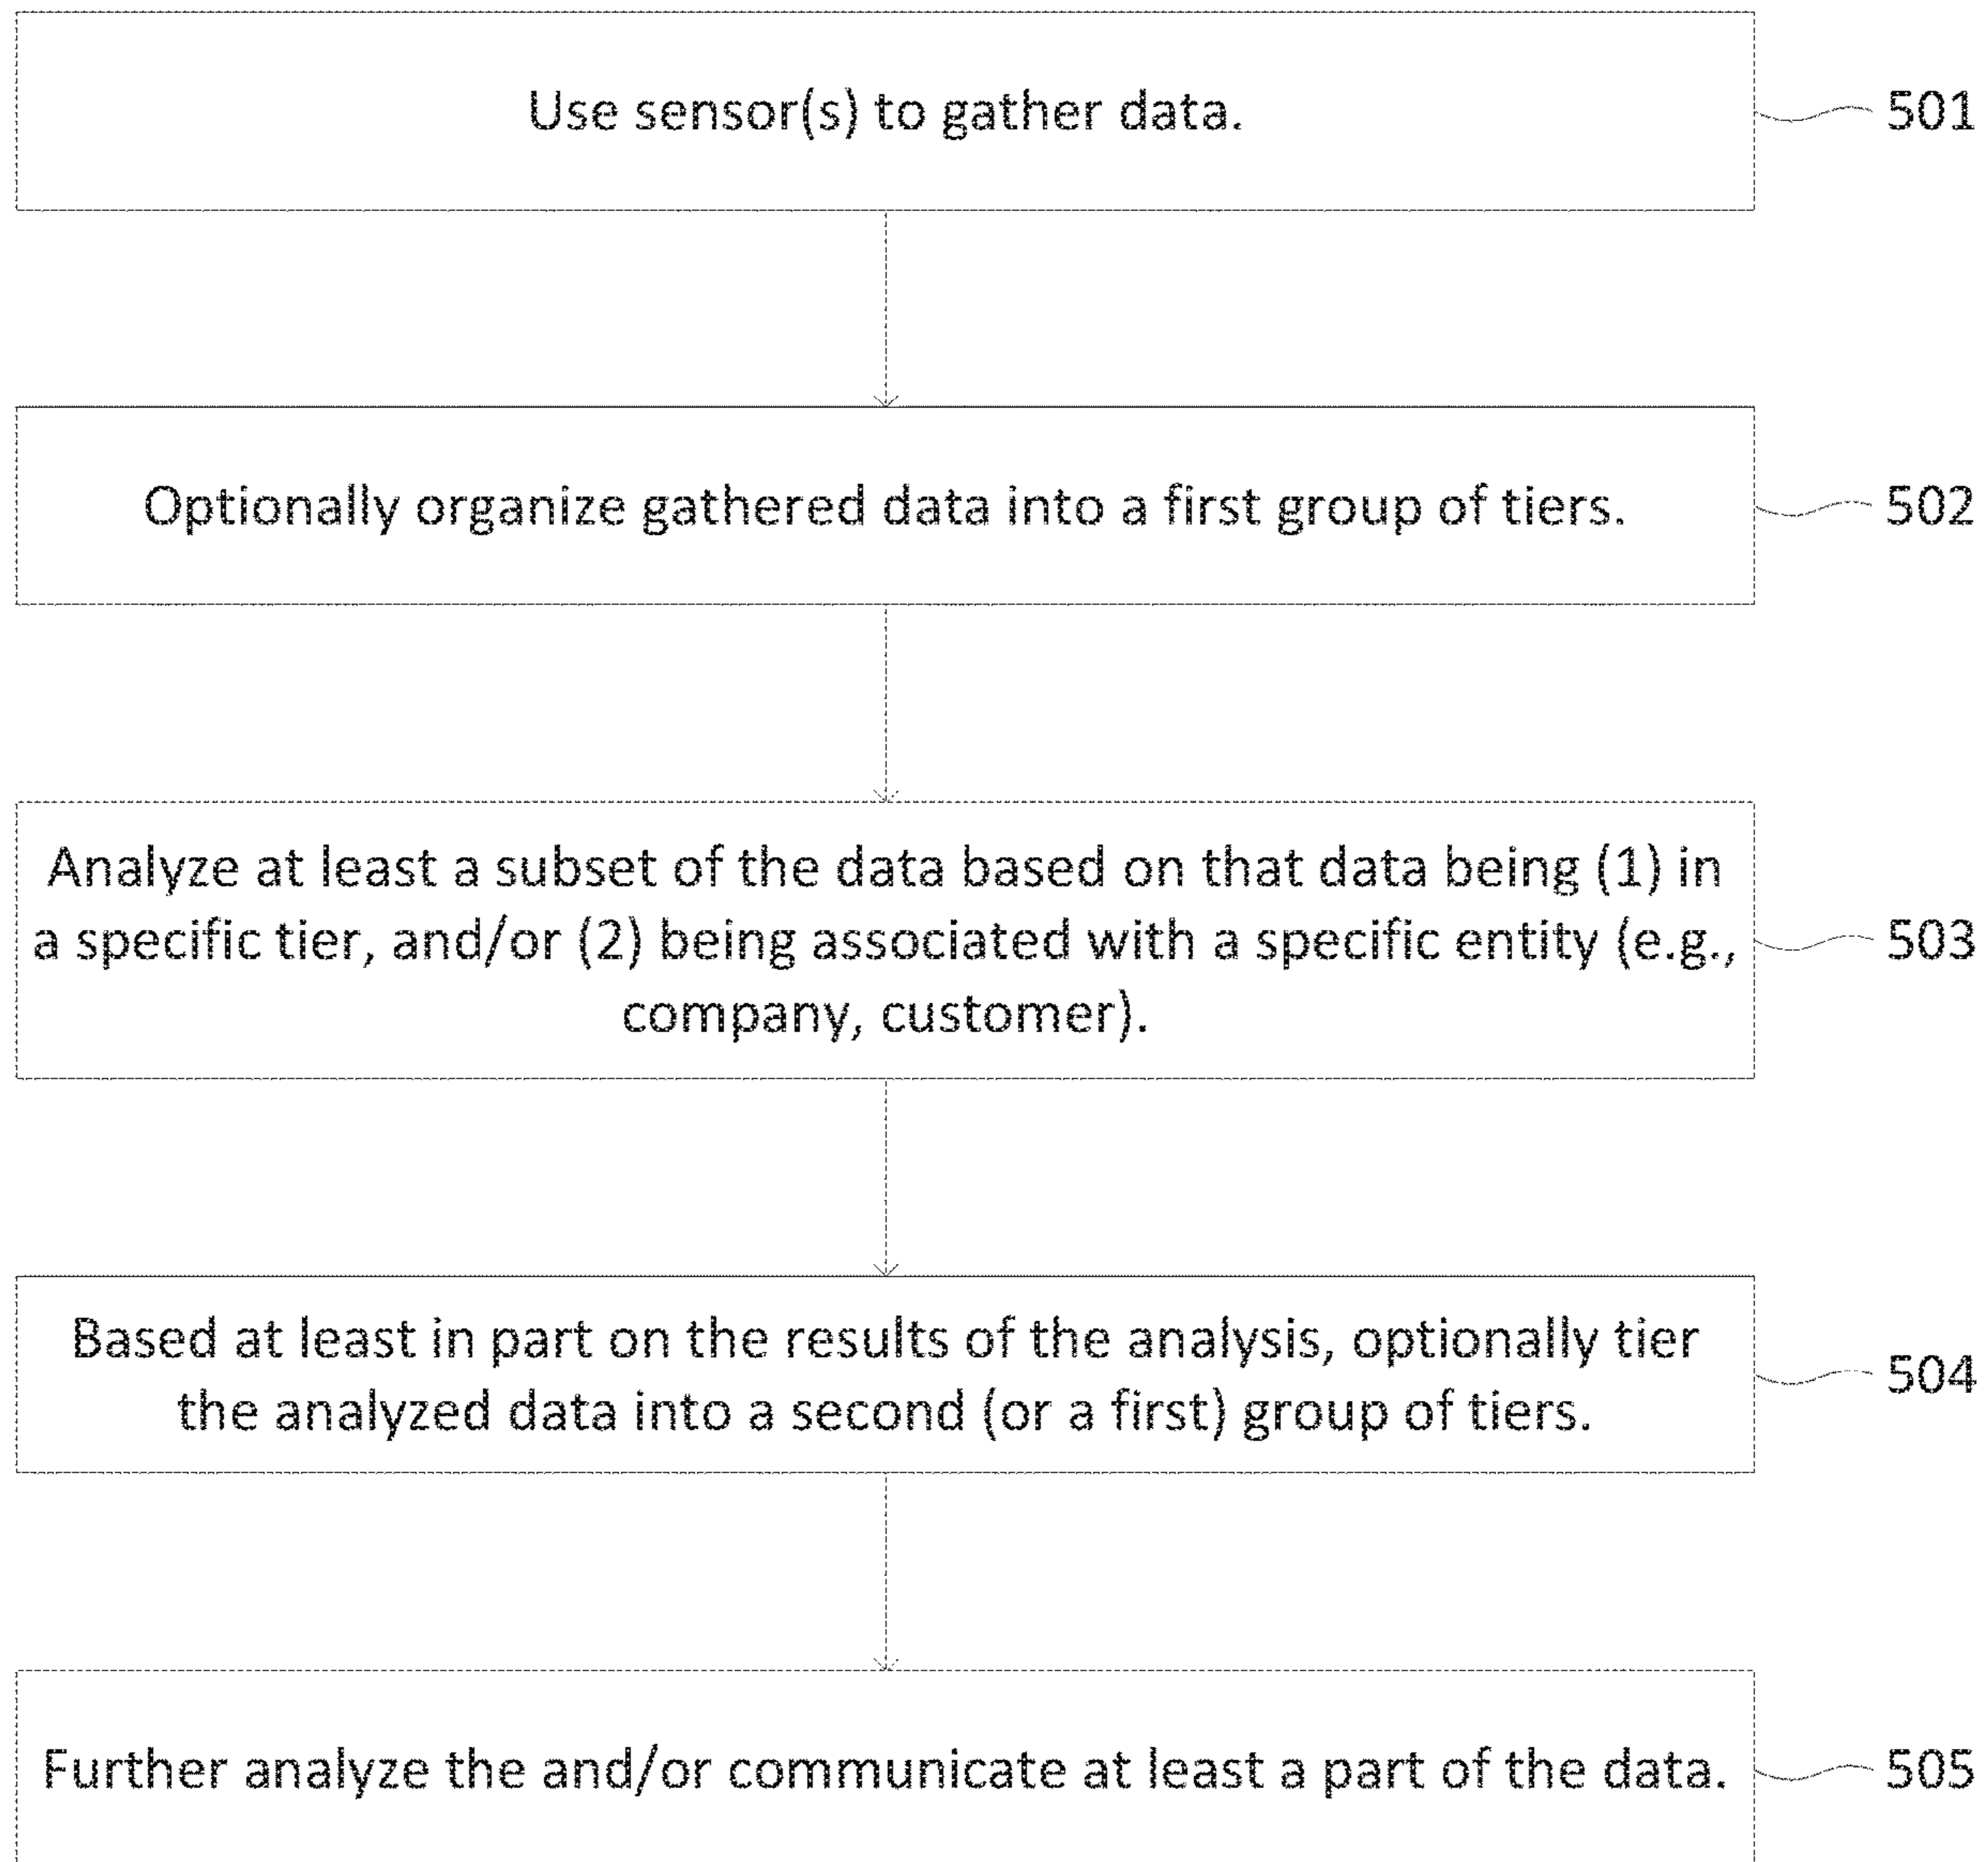 Use sensor(s) to gather data.
501
Optionally organize gathered data into a first group of tiers.
502
Analyze at least a subset of the data based on that data being (1) in
a specific tier, and/or (2) being associated with a specific entity (e.g.,
company, customer).
503
Based at least in part on the results of the analysis, optionally tier
the analyzed data into a second (or a first) group of tiers.
504
Further analyze the and/or communicate at least a part of the data.
505